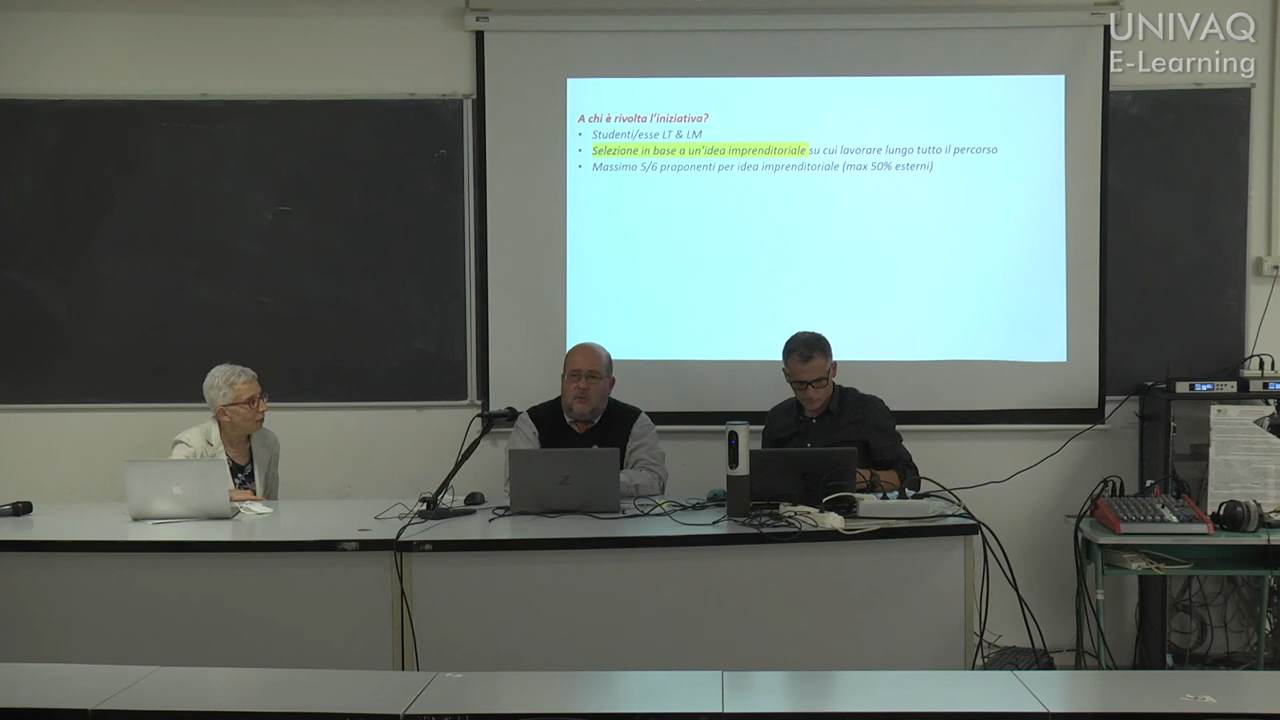 UNIVAQ
E-Learning
A chi è rivolta l'iniziativa?
• Studenti/esse LT & LM
• Selezione in base a un'idea imprenditoriale su cui lavorare lungo tutto il percorso
• Massimo 5/6 proponenti per idea imprenditoriale (max 50% esterni)